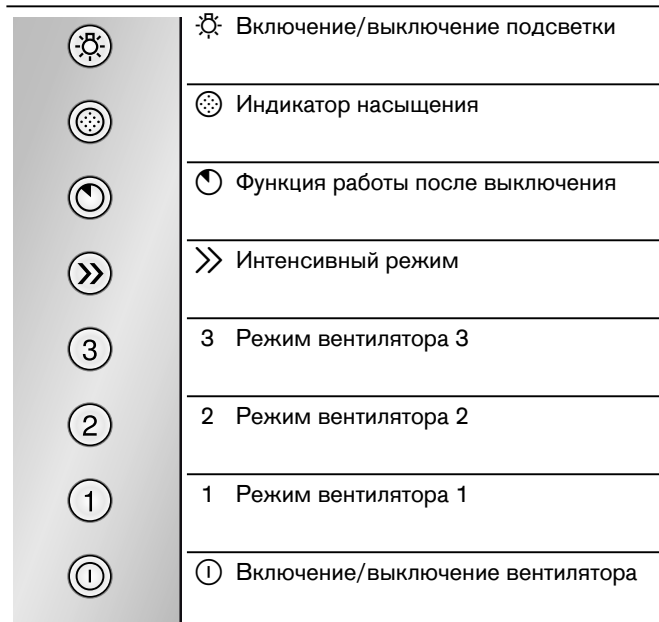 Включение/выключение подсветки
Индикатор насыщения
Функция работы после выключения
Интенсивный режим
3 3 Режим вентилятора 3
2 2 Режим вентилятора 2
1 1 Режим вентилятора 1
Включение/выключение вентилятора